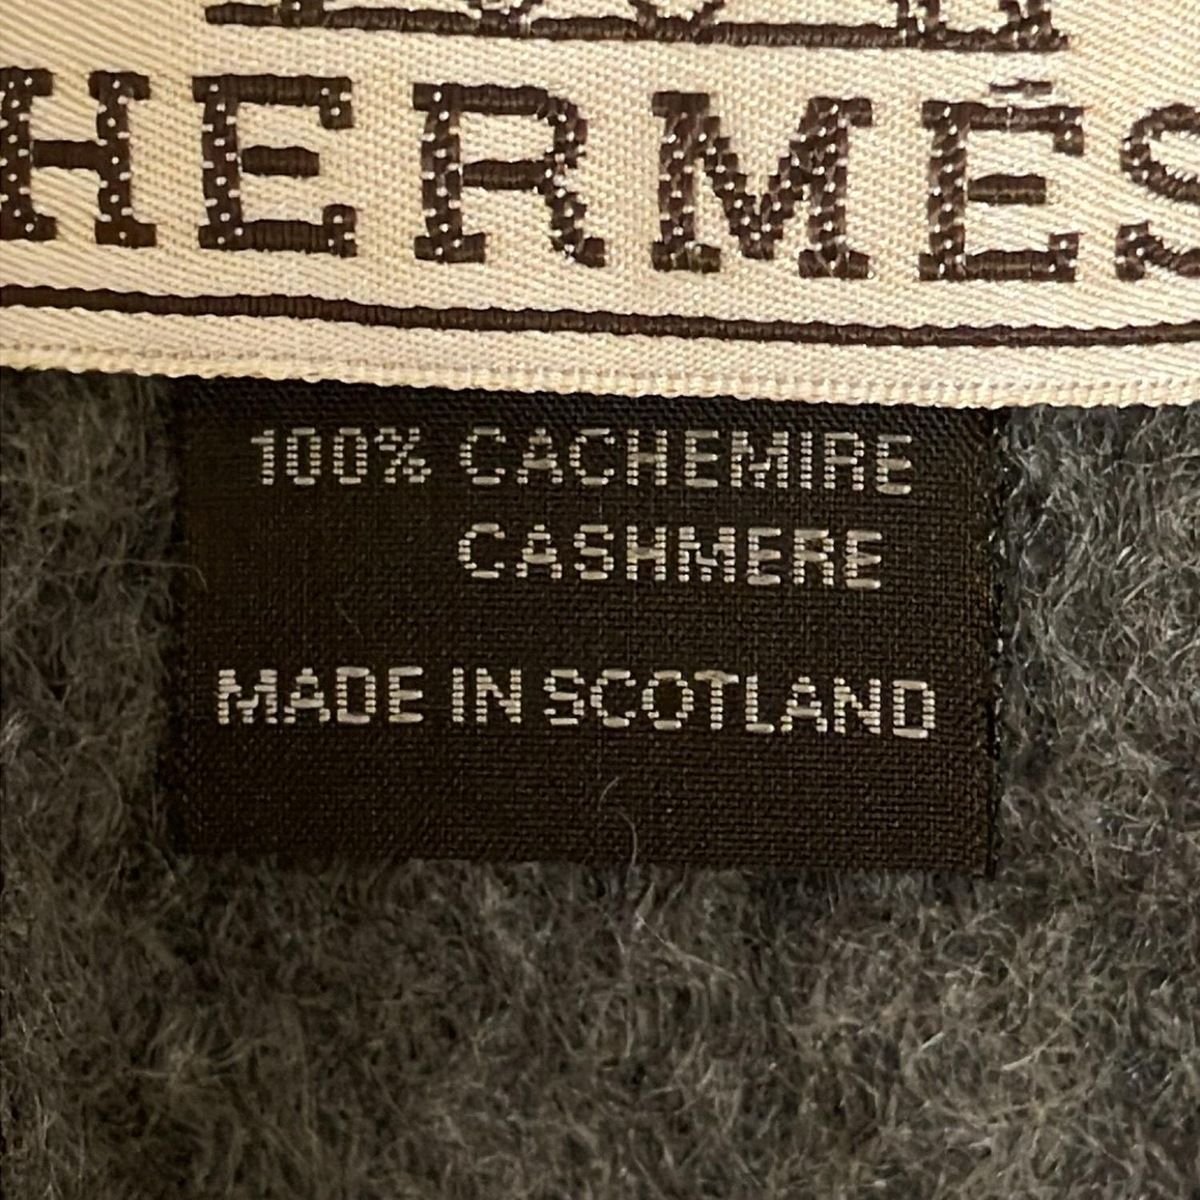 HERMÈS
100% CACHEMIRE
CASHMERE
MADE IN SCOTLAND